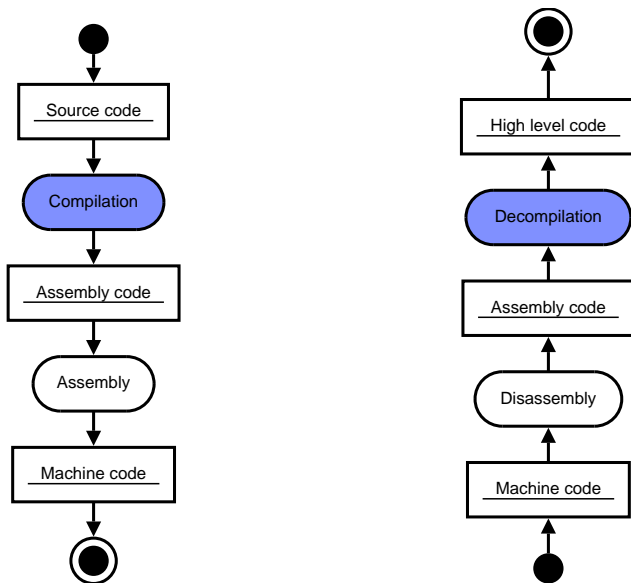 Source code
Compilation
Assembly code
Assembly
Machine code
High level code
Decompilation
Assembly code
Disassembly
Machine code